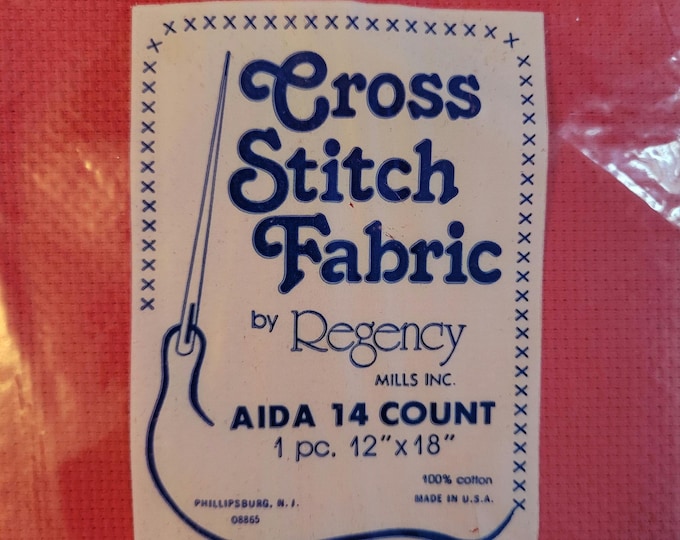 Cross
Stitch
Fabric
by Regency
MILLS INC.
AIDA 14 COUNT
1 pc. 12" x 18"
100% cotton
PHILLIPSBURG, N.J. MADE IN U.S.A.
08865